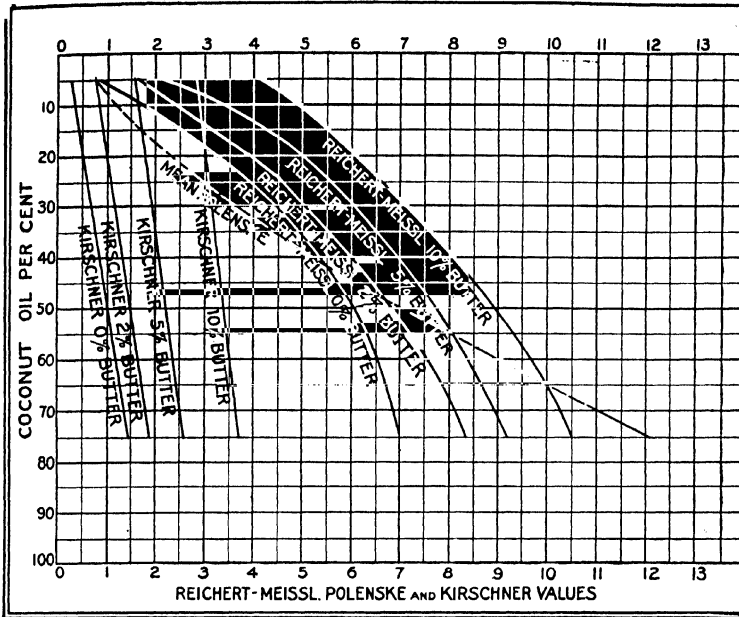 0 1 2 3 4 5 6 7 8 9 10 11 12 13
10
20
30
40
50
60
70
80
90
100
COCONUT OIL PER CENT
KIRSCHNER 0% BUTTER
KIRSCHNER 2% BUTTER
KIRSCHNER 5% BUTTER
KIRSCHNER 10% BUTTER
MEAN POLENSKE
REICHERT-MEISSL 0% BUTTER
REICHERT-MEISSL 2% BUTTER
REICHERT-MEISSL 5% BUTTER
REICHERT-MEISSL 10% BUTTER
0 1 2 3 4 5 6 7 8 9 10 11 12 13
REICHERT-MEISSL. POLENSKE AND KIRSCHNER VALUES